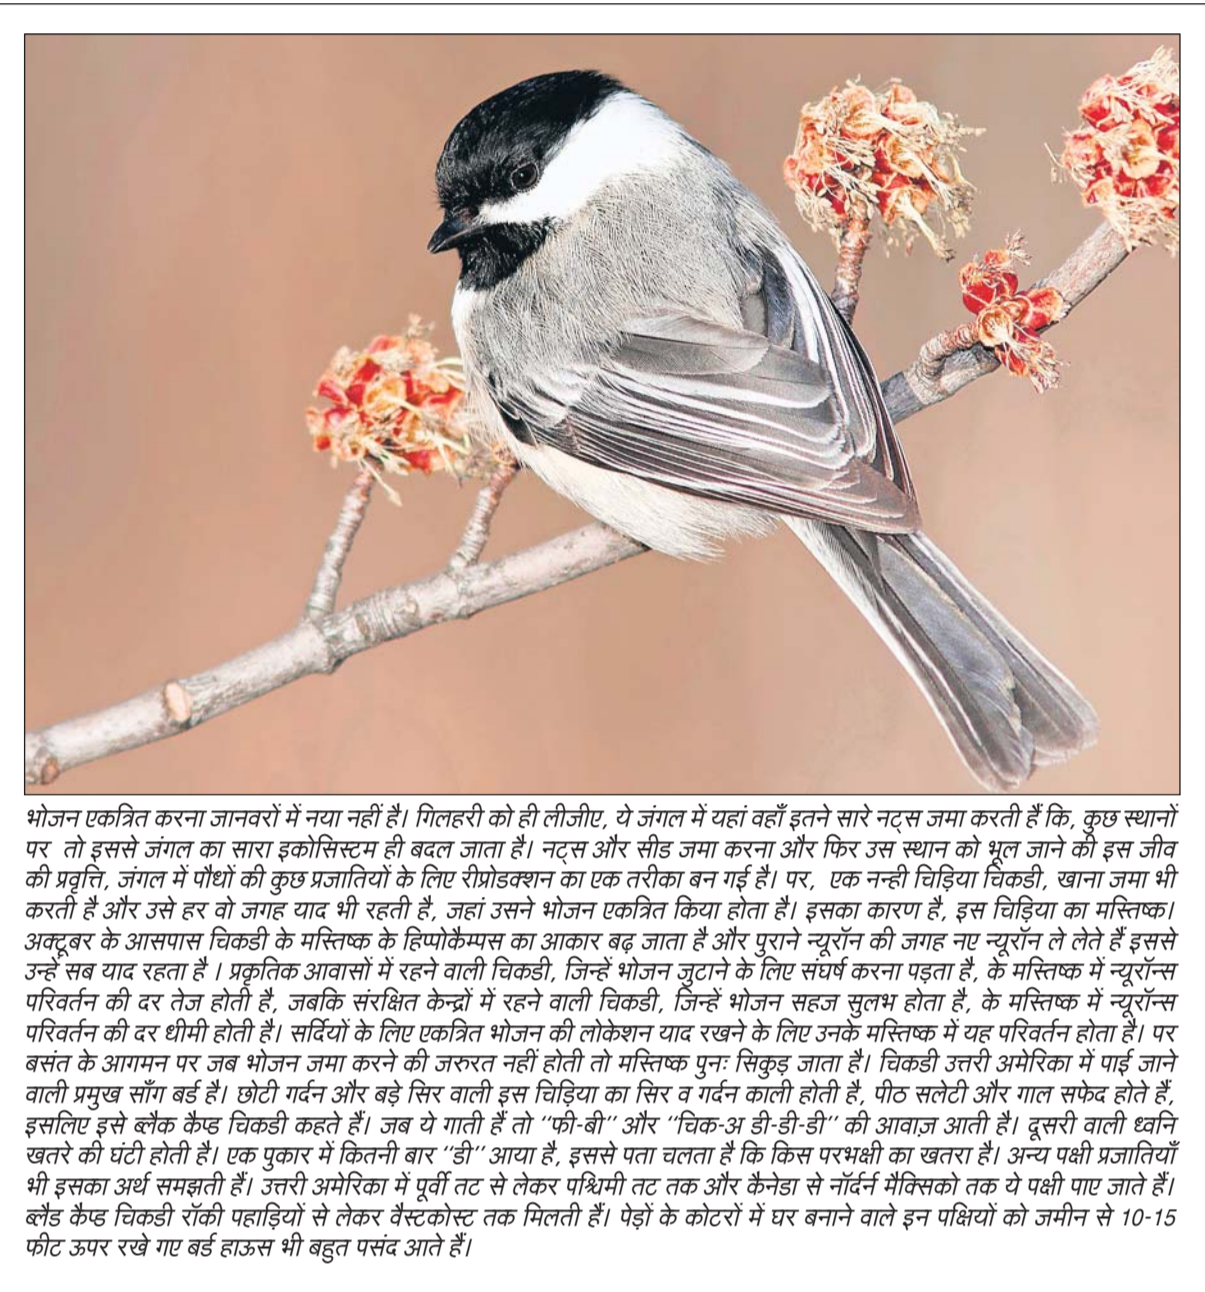 भोजन एकत्रित करना जानवरों में नया नहीं है। गिलहरी को ही लीजीए, ये जंगल में यहां वहाँ इतने सारे नट्स जमा करती हैं कि, कुछ स्थानों
पर तो इससे जंगल का सारा इकोसिस्टम ही बदल जाता है। नट्स और सीड जमा करना और फिर उस स्थान को भूल जाने की इस जीव
की प्रवृत्ति, जंगल में पौधों की कुछ प्रजातियों के लिए रीप्रोडक्शन का एक तरीका बन गई है। पर, एक नन्ही चिड़िया चिकडी, खाना जमा भी
करती है और उसे हर वो जगह याद भी रहती है, जहां उसने भोजन एकत्रित किया होता है। इसका कारण है, इस चिड़िया का मस्तिष्क।
अक्टूबर के आसपास चिकडी के मस्तिष्क के हिप्पोकैम्पस का आकार बढ़ जाता है और पुराने न्यूरॉन की जगह नए न्यूरॉन ले लेते हैं इससे
उन्हें सब याद रहता है । प्रकृतिक आवासों में रहने वाली चिकडी, जिन्हें भोजन जुटाने के लिए संघर्ष करना पड़ता है, के मस्तिष्क में न्यूरॉन्स
परिवर्तन की दर तेज होती है, जबकि संरक्षित केन्द्रों में रहने वाली चिकडी, जिन्हें भोजन सहज सुलभ होता है, के मस्तिष्क में न्यूरॉन्स
परिवर्तन की दर धीमी होती है। सर्दियों के लिए एकत्रित भोजन की लोकेशन याद रखने के लिए उनके मस्तिष्क में यह परिवर्तन होता है। पर
बसंत के आगमन पर जब भोजन जमा करने की जरुरत नहीं होती तो मस्तिष्क पुनः सिकुड़ जाता है। चिकडी उत्तरी अमेरिका में पाई जाने
वाली प्रमुख साँग बर्ड है। छोटी गर्दन और बड़े सिर वाली इस चिड़िया का सिर व गर्दन काली होती है, पीठ सलेटी और गाल सफेद होते हैं,
इसलिए इसे ब्लैक कैप्ड चिकडी कहते हैं। जब ये गाती हैं तो ‘‘फी-बी’’ और ‘‘चिक-अ डी-डी-डी’’ की आवाज़ आती है। दूसरी वाली ध्वनि
खतरे की घंटी होती है। एक पुकार में कितनी बार ‘‘डी’’ आया है, इससे पता चलता है कि किस परभक्षी का खतरा है। अन्य पक्षी प्रजातियाँ
भी इसका अर्थ समझती हैं। उत्तरी अमेरिका में पूर्वी तट से लेकर पश्चिमी तट तक और कैनेडा से नॉर्दर्न मैक्सिको तक ये पक्षी पाए जाते हैं।
ब्लैड कैप्ड चिकडी रॉकी पहाड़ियों से लेकर वैस्टकोस्ट तक मिलती हैं। पेड़ों के कोटरों में घर बनाने वाले इन पक्षियों को जमीन से 10-15
फीट ऊपर रखे गए बर्ड हाऊस भी बहुत पसंद आते हैं।